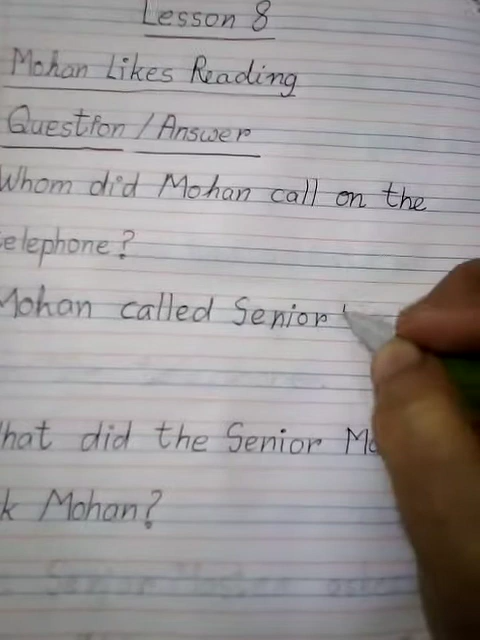 Lesson 8
Mohan Likes Reading
Question / Answer
Whom did Mohan call on the
elephone?
Mohan called Senior
hat did the Senior
k Mohan?